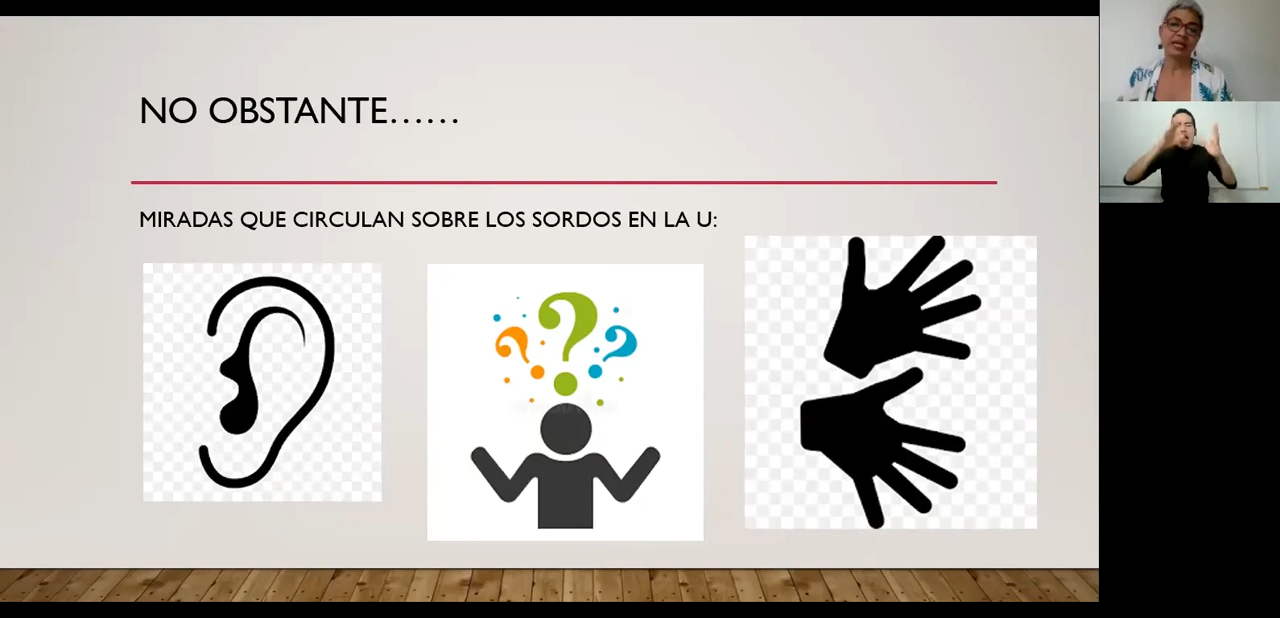 NO OBSTANTE......
MIRADAS QUE CIRCULAN SOBRE LOS SORDOS EN LA U: